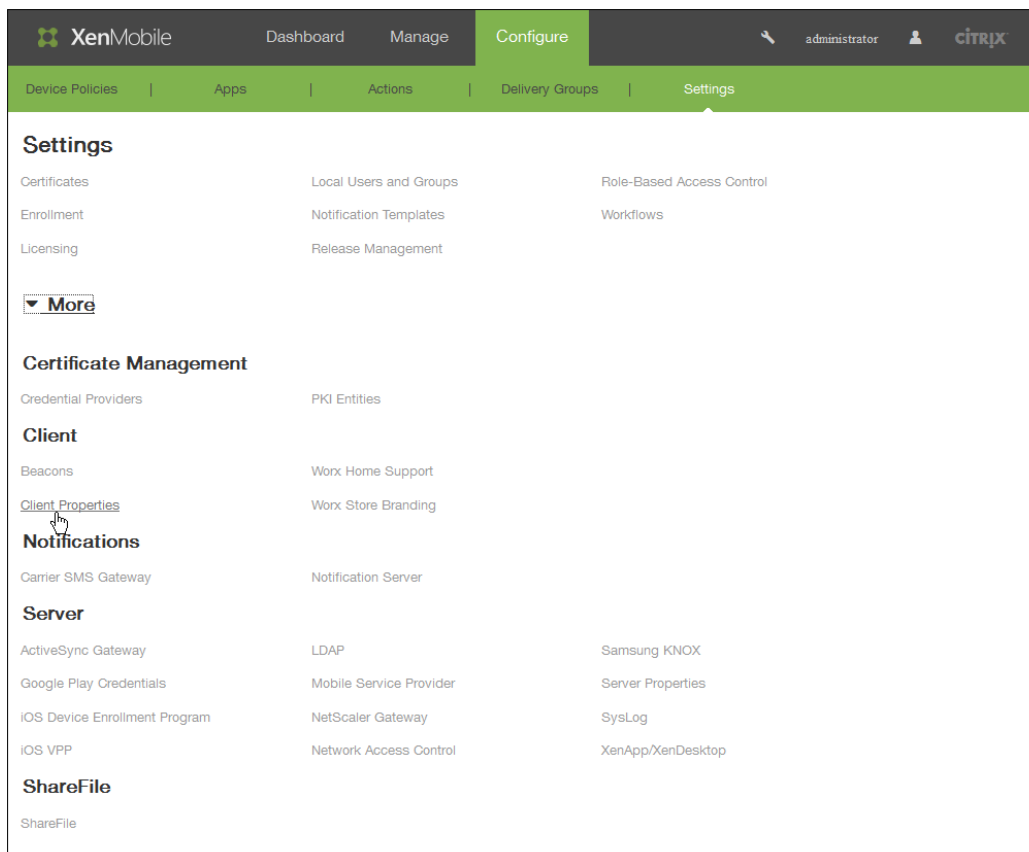 XenMobile Dashboard Manage Configure administrator CİTRIX
Device Policies | Apps | Actions | Delivery Groups | Settings
Settings
Certificates Local Users and Groups Role-Based Access Control
Enrollment Notification Templates Workflows
Licensing Release Management
More
Certificate Management
Credential Providers PKI Entities
Client
Beacons Worx Home Support
Client Properties Worx Store Branding
Notifications
Carrier SMS Gateway Notification Server
Server
ActiveSync Gateway LDAP Samsung KNOX
Google Play Credentials Mobile Service Provider Server Properties
iOS Device Enrollment Program NetScaler Gateway SysLog
iOS VPP Network Access Control XenApp/XenDesktop
ShareFile
ShareFile